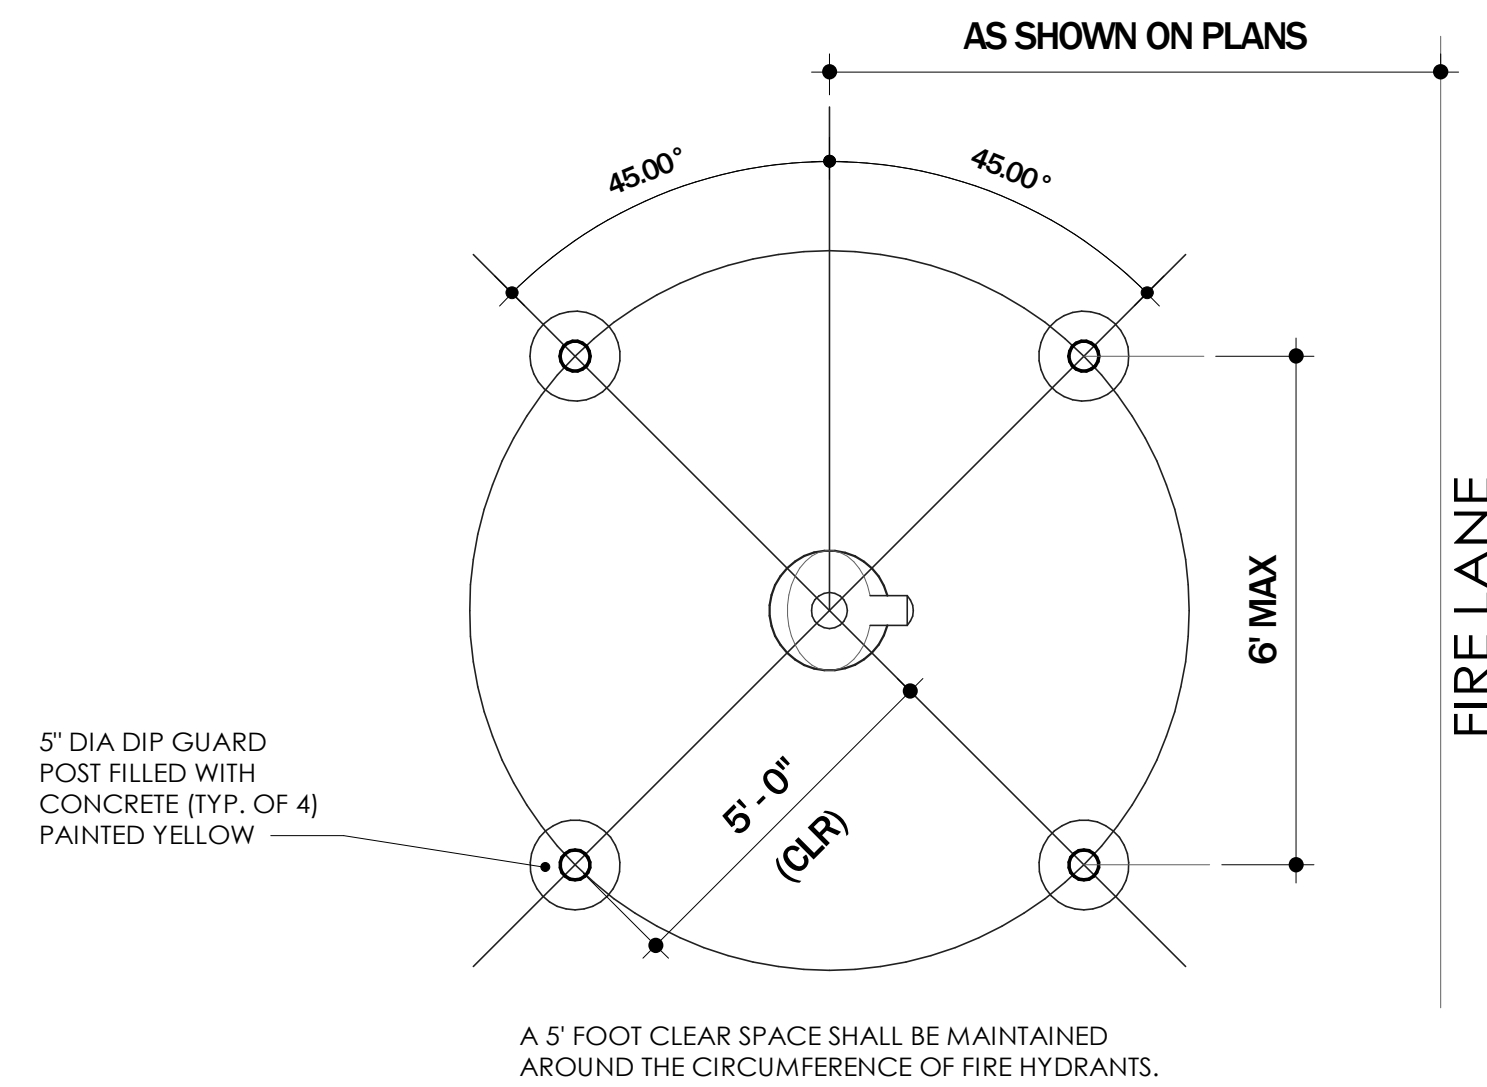 AS SHOWN ON PLANS
45.00°
45.00°
6' MAX
FIRE LANE
5" DIA DIP GUARD
POST FILLED WITH
CONCRETE (TYP. OF 4)
PAINTED YELLOW
5' - 0"
(CLR)
A 5' FOOT CLEAR SPACE SHALL BE MAINTAINED
AROUND THE CIRCUMFERENCE OF FIRE HYDRANTS.